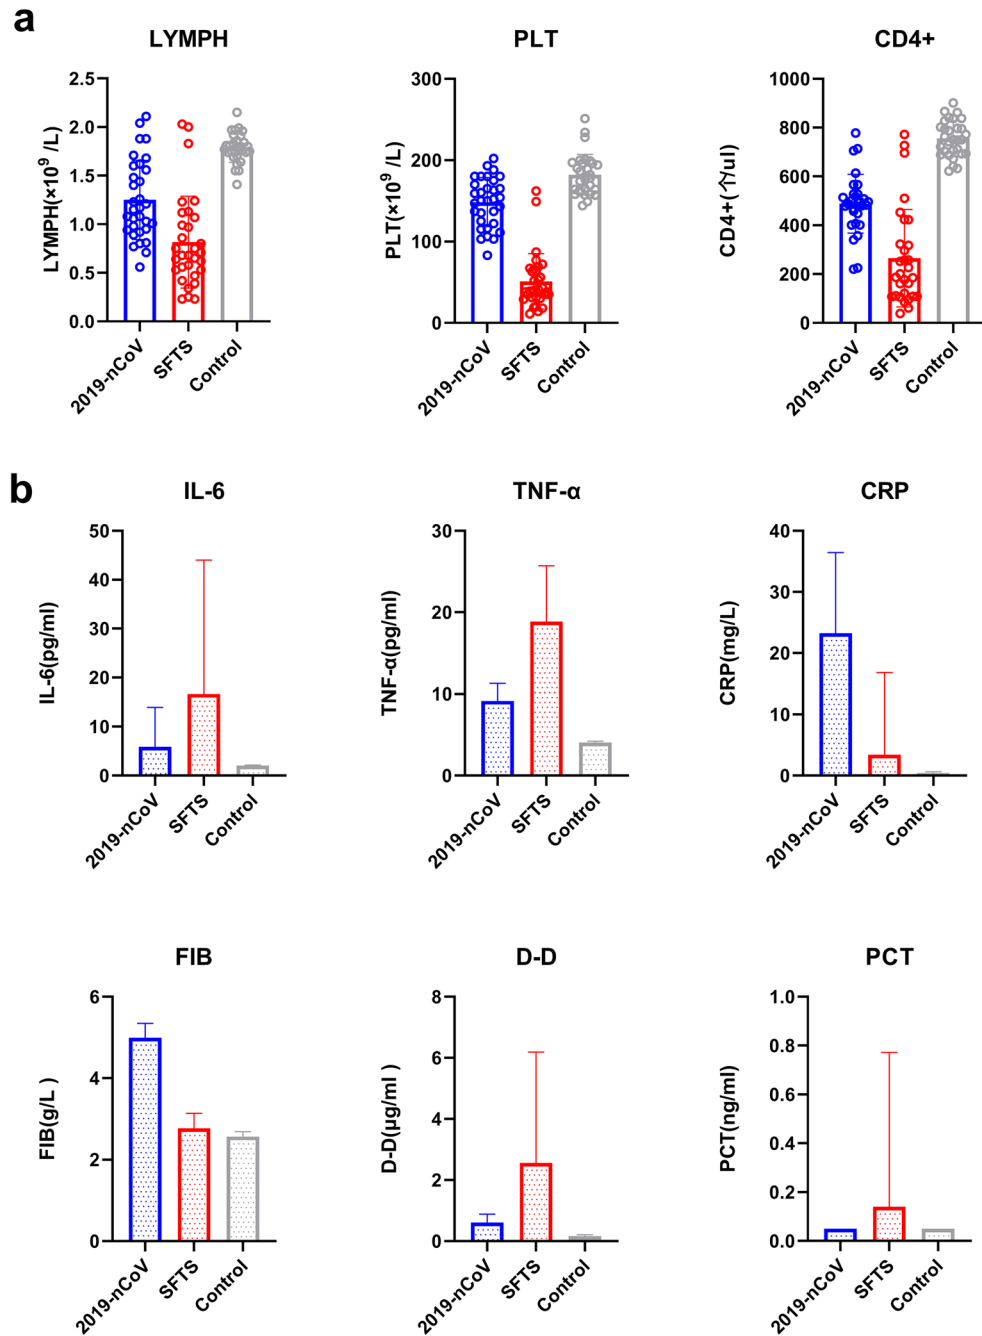 a
LYMPH
PLT
CD4+
LYMPH(×10⁹ /L)
2.5
2.0
1.5
1.0
0.5
0.0
2019-nCoV
SFTS
Control
PLT(×10⁹ /L)
300
200
100
0
2019-nCoV
SFTS
Control
CD4+(个/ul)
1000
800
600
400
200
0
2019-nCoV
SFTS
Control
b
IL-6
TNF-α
CRP
IL-6(pg/ml)
50
40
30
20
10
0
2019-nCoV
SFTS
Control
TNF-α(pg/ml)
30
20
10
0
2019-nCoV
SFTS
Control
CRP(mg/L)
40
30
20
10
0
2019-nCoV
SFTS
Control
FIB
D-D
PCT
FIB(g/L )
6
4
2
0
2019-nCoV
SFTS
Control
D-D(μg/ml )
8
6
4
2
0
2019-nCoV
SFTS
Control
PCT(ng/ml)
1.0
0.8
0.6
0.4
0.2
0.0
2019-nCoV
SFTS
Control